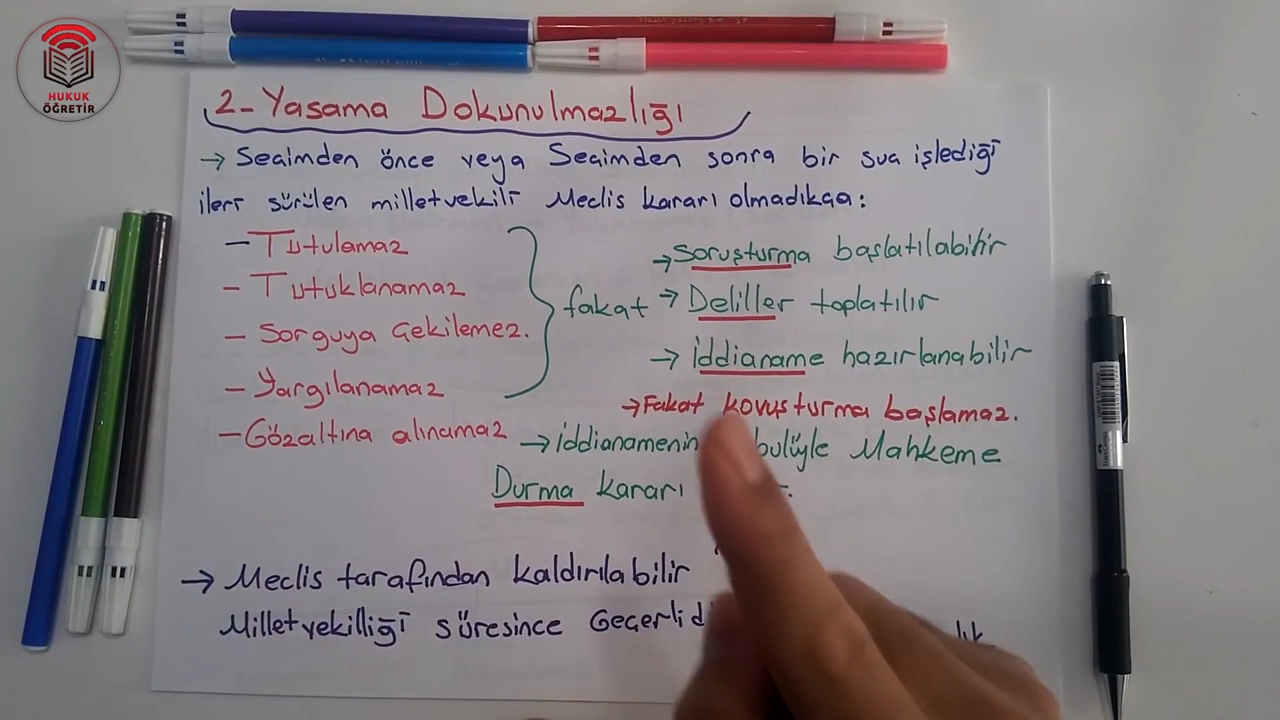 HUKUK
ÖĞRETİR
2- Yasama Dokunulmazlığı
→ Seçimden önce veya Seçimden sonra bir suç işlediği
ileri sürülen milletvekili Meclis kararı olmadıkça:
- Tutulamaz
- Tutuklanamaz
- Sorguya Çekilemez.
- Yargılanamaz
- Gözaltına alınamaz
fakat
→ Soruşturma başlatılabilir
→ Deliller toplatılır
→ İddianame hazırlanabilir
→ Fakat kovuşturma başlamaz.
→ İddianamenin Mahkeme
Durma kararı
→ Meclis tarafından kaldırılabilir
Milletvekilliği süresince